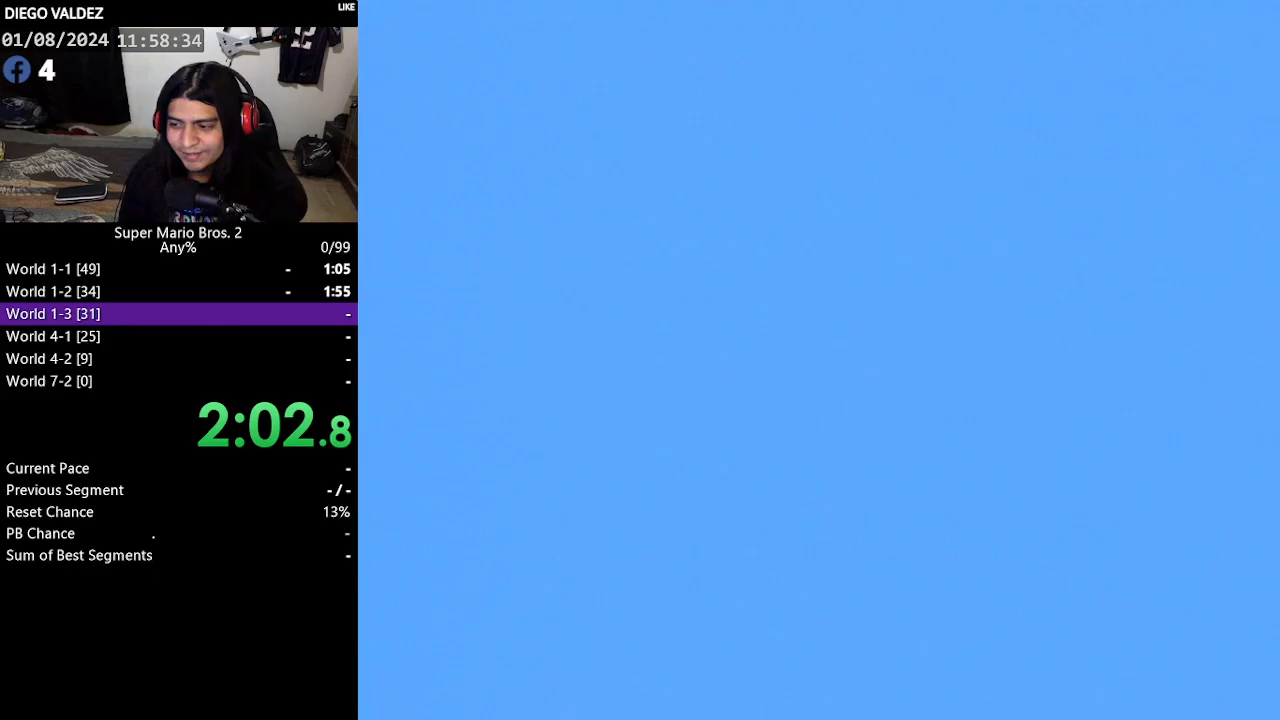 DIEGO VALDEZ
LIKE
01/08/2024 11:58:34
4
12
Super Mario Bros. 2
Any% 0/99
World 1-1 [49] - 1:05
World 1-2 [34] - 1:55
World 1-3 [31] -
World 4-1 [25] -
World 4-2 [9] -
World 7-2 [0] -
2:02.8
Current Pace -
Previous Segment - / -
Reset Chance 13%
PB Chance . -
Sum of Best Segments -